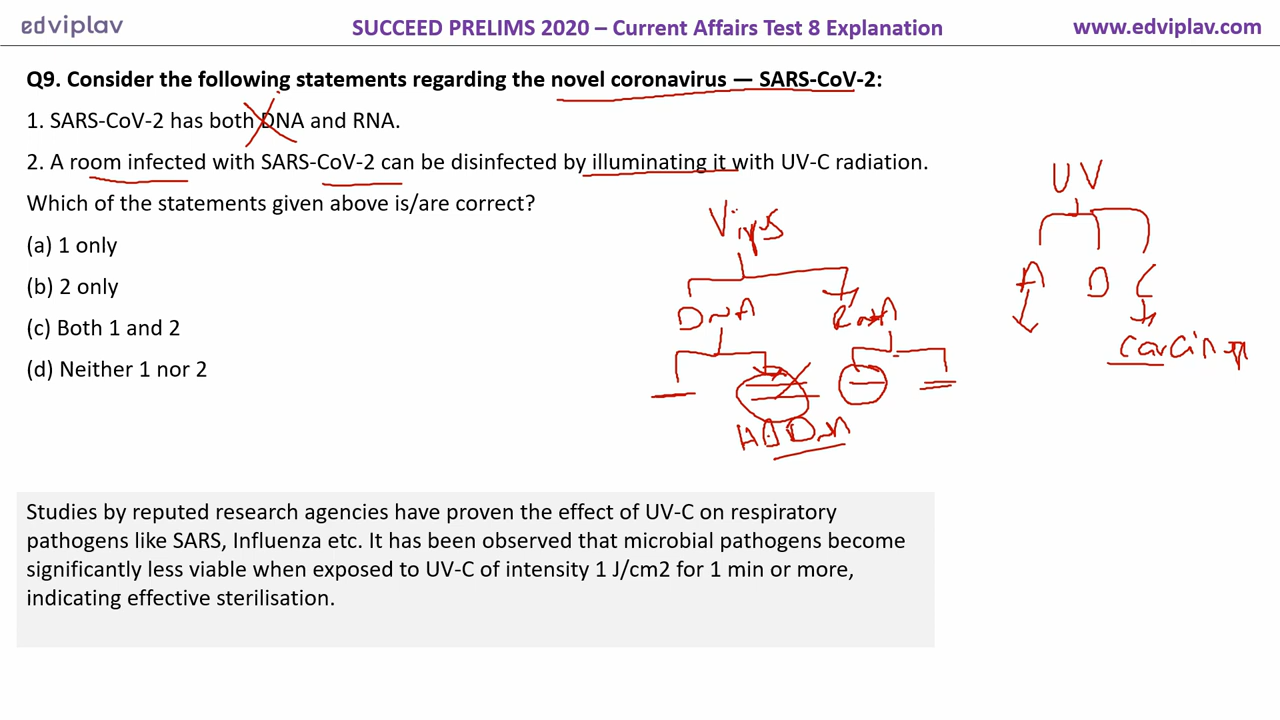 edviplav
SUCCEED PRELIMS 2020 – Current Affairs Test 8 Explanation
www.edviplav.com
Q9. Consider the following statements regarding the novel coronavirus — SARS-CoV-2:
1. SARS-CoV-2 has both DNA and RNA.
2. A room infected with SARS-CoV-2 can be disinfected by illuminating it with UV-C radiation.
Which of the statements given above is/are correct?
(a) 1 only
(b) 2 only
(c) Both 1 and 2
(d) Neither 1 nor 2
UV
A B C
Virus
DNA RNA
Studies by reputed research agencies have proven the effect of UV-C on respiratory
pathogens like SARS, Influenza etc. It has been observed that microbial pathogens become
significantly less viable when exposed to UV-C of intensity 1 J/cm2 for 1 min or more,
indicating effective sterilisation.